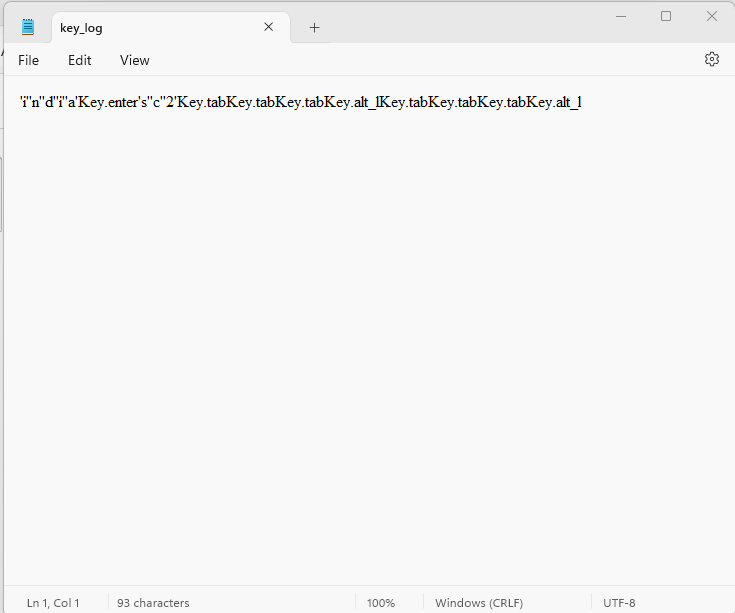 key_log
File Edit View
'i''n''d''i''a'Key.enter's''c''2'Key.tabKey.tabKey.tabKey.alt_lKey.tabKey.tabKey.tabKey.alt_l
Ln 1, Col 1 93 characters 100% Windows (CRLF) UTF-8